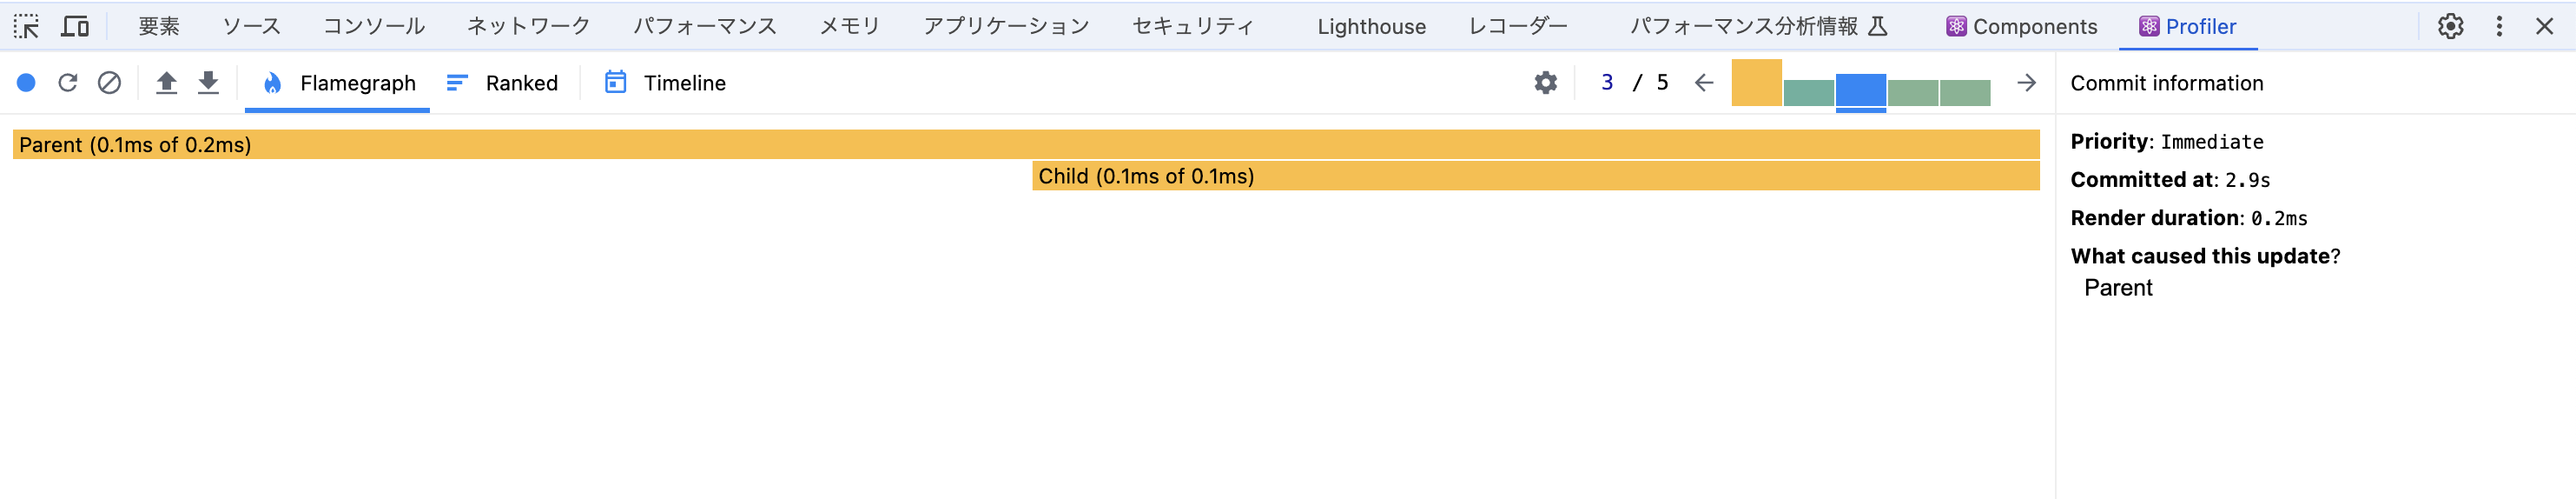 要素 ソース コンソール ネットワーク パフォーマンス メモリ アプリケーション セキュリティ Lighthouse レコーダー パフォーマンス分析情報 Components Profiler
Flamegraph Ranked Timeline 3 / 5 Commit information
Parent (0.1ms of 0.2ms)
Child (0.1ms of 0.1ms)
Priority: Immediate
Committed at: 2.9s
Render duration: 0.2ms
What caused this update?
Parent